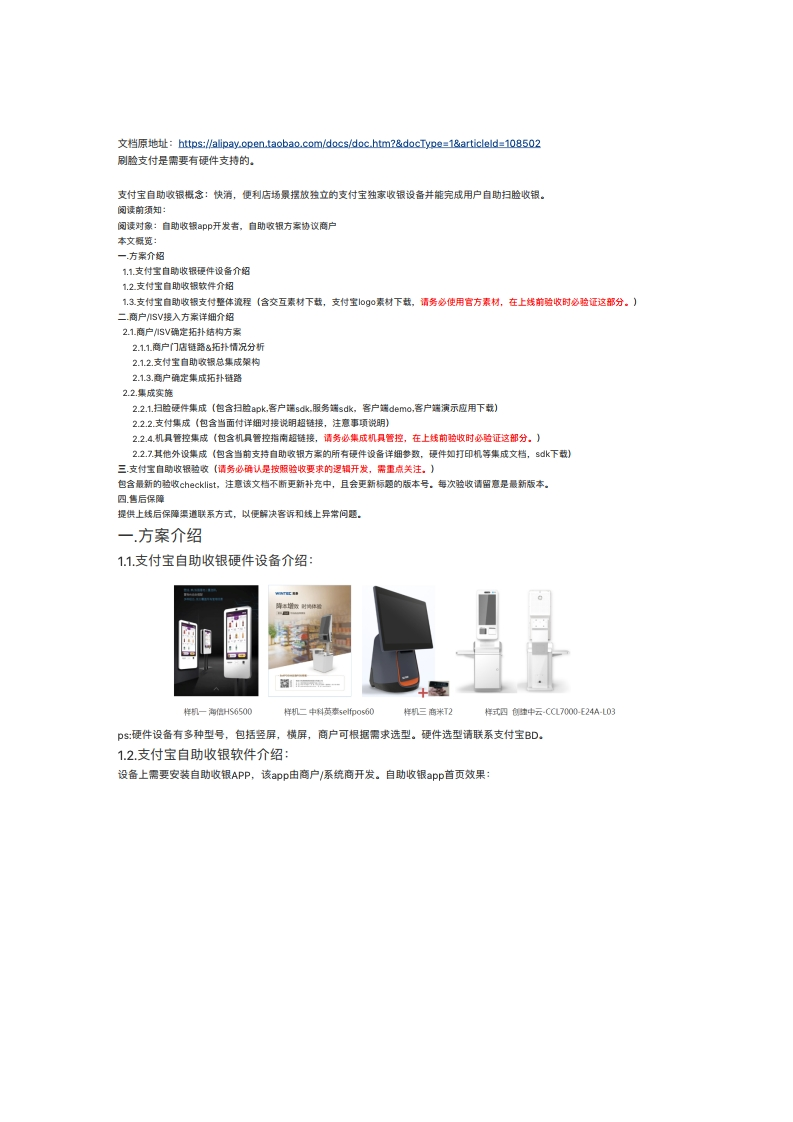 文档原地址：https://alipay.open.taobao.com/docs/doc.htm?&docType=1&articleId=108502
刷脸支付是需要有硬件支持的。
支付宝自助收银概念：快消，便利店场景摆放独立的支付宝独家收银设备并能完成用户自助扫脸收银。
阅读前须知：
阅读对象：自助收银app开发者，自助收银方案协议商户
本文概览：
一.方案介绍
1.1.支付宝自助收银硬件设备介绍
1.2.支付宝自助收银软件介绍
1.3.支付宝自助收银支付整体流程（含交互素材下载，支付宝logo素材下载，请务必使用官方素材，在上线前验收时必验证这部分。）
二.商户/ISV接入方案详细介绍
2.1.商户/ISV确定拓扑结构方案
2.1.1.商户门店链路&拓扑情况分析
2.1.2.支付宝自助收银总集成架构
2.1.3.商户确定集成拓扑链路
2.2.集成实施
2.2.1.扫脸硬件集成（包含扫脸apk,客户端sdk,服务端sdk，客户端demo,客户端演示应用下载）
2.2.2.支付集成（包含当面付详细对接说明超链接，注意事项说明）
2.2.4.机具管控集成（包含机具管控指南超链接，请务必集成机具管控，在上线前验收时必验证这部分。）
2.2.7.其他外设集成（包含当前支持自助收银方案的所有硬件设备详细参数，硬件如打印机等集成文档，sdk下载）
三.支付宝自助收银验收（请务必确认是按照验收要求的逻辑开发，需重点关注。）
包含最新的验收checklist，注意该文档不断更新补充中，且会更新标题的版本号。每次验收请留意是最新版本。
四.售后保障
提供上线后保障渠道联系方式，以便解决客诉和线上异常问题。
一.方案介绍
1.1.支付宝自助收银硬件设备介绍：
WINTEC
降本增效 时尚体验
样机一 海信HS6500 样机二 中科英泰selfpos60 样机三 商米T2 样式四 创捷中云-CCL7000-E24A-L03
ps:硬件设备有多种型号，包括竖屏，横屏，商户可根据需求选型。硬件选型请联系支付宝BD。
1.2.支付宝自助收银软件介绍：
设备上需要安装自助收银APP，该app由商户/系统商开发。自助收银app首页效果：